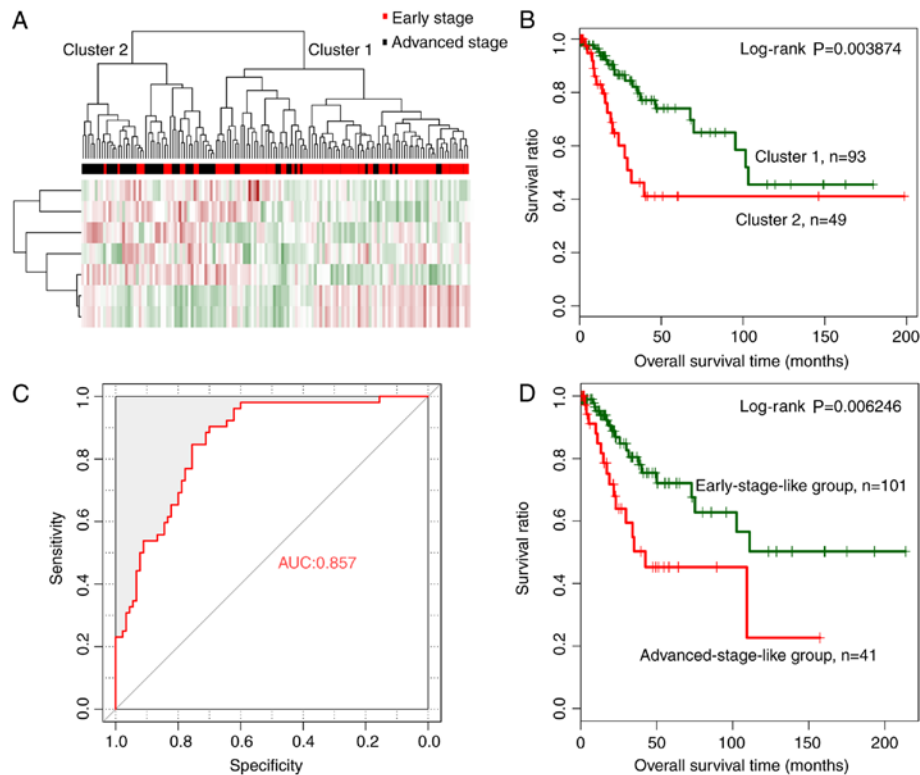 A
Early stage
Advanced stage
Cluster 2
Cluster 1
B
Log-rank P=0.003874
Cluster 1, n=93
Cluster 2, n=49
Survival ratio
0.0
0.2
0.4
0.6
0.8
1.0
0
50
100
150
200
Overall survival time (months)
C
AUC:0.857
Sensitivity
0.0
0.2
0.4
0.6
0.8
1.0
1.0
0.8
0.6
0.4
0.2
0.0
Specificity
D
Log-rank P=0.006246
Early-stage-like group, n=101
Advanced-stage-like group, n=41
Survival ratio
0.0
0.2
0.4
0.6
0.8
1.0
0
50
100
150
200
Overall survival time (months)